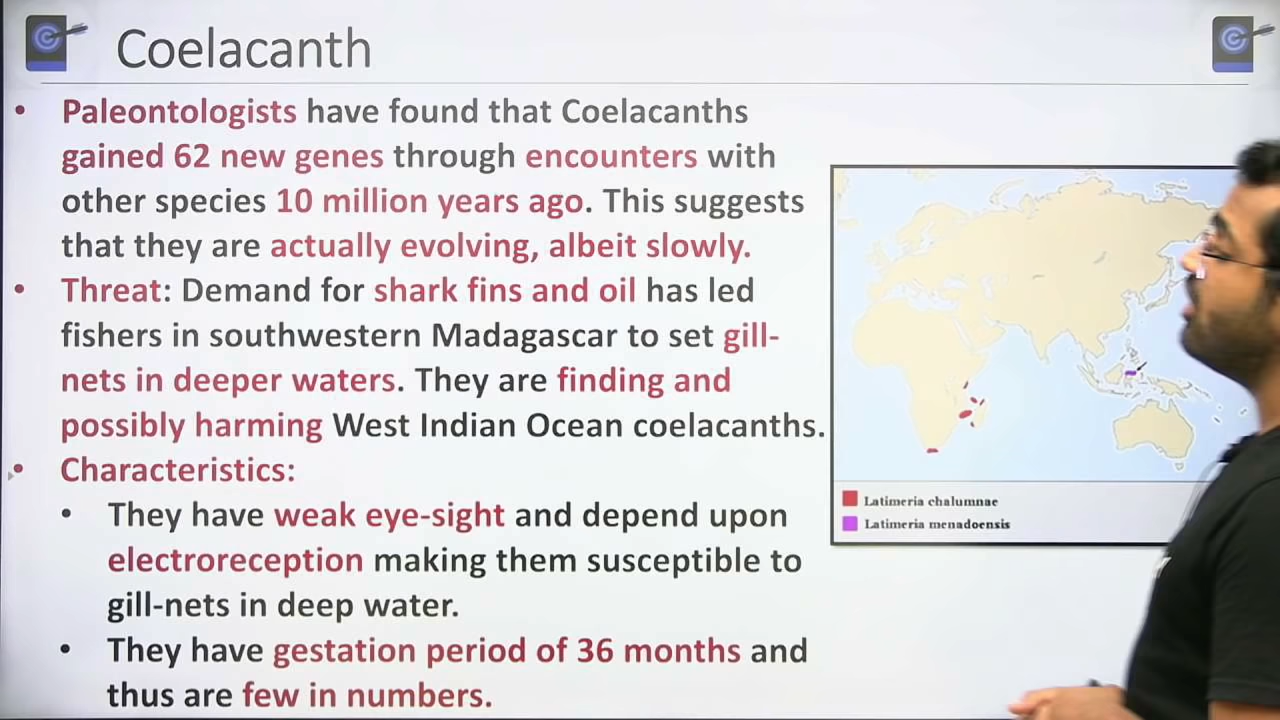 Coelacanth
• Paleontologists have found that Coelacanths
gained 62 new genes through encounters with
other species 10 million years ago. This suggests
that they are actually evolving, albeit slowly.
• Threat: Demand for shark fins and oil has led
fishers in southwestern Madagascar to set gill-
nets in deeper waters. They are finding and
possibly harming West Indian Ocean coelacanths.
• Characteristics:
• They have weak eye-sight and depend upon
electroreception making them susceptible to
gill-nets in deep water.
• They have gestation period of 36 months and
thus are few in numbers.
Latimeria chalumnae
Latimeria menadoensis